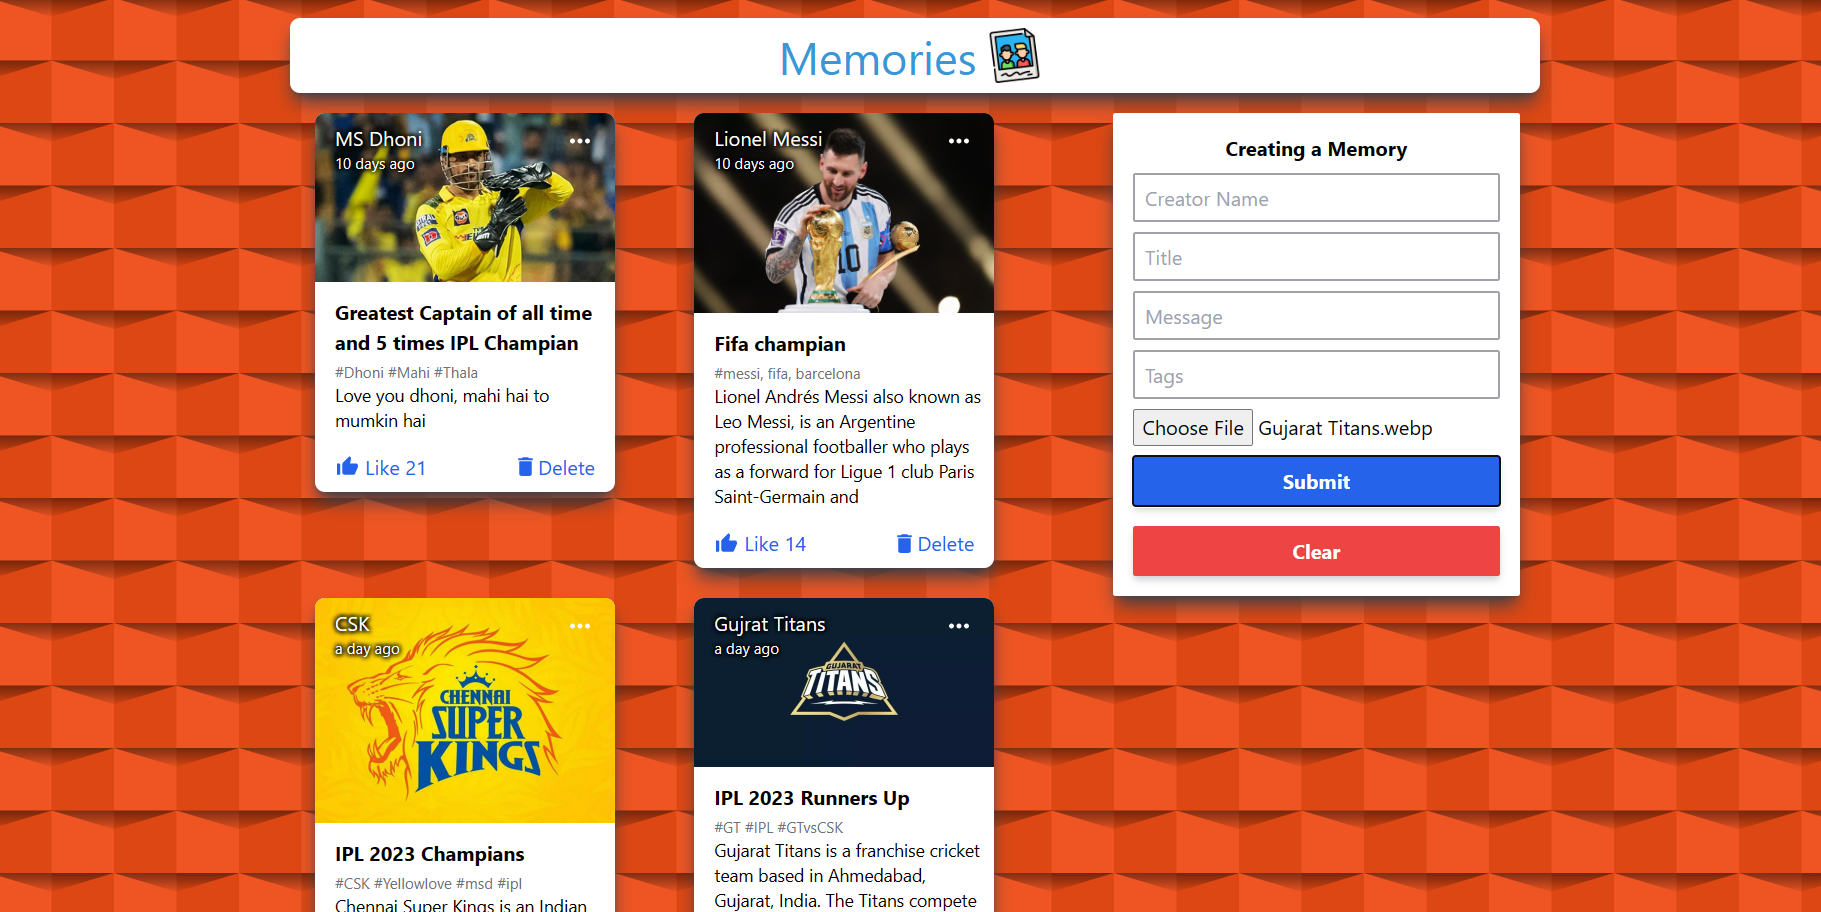 Memories
MS Dhoni
10 days ago
Greatest Captain of all time
and 5 times IPL Champian
#Dhoni #Mahi #Thala
Love you dhoni, mahi hai to
mumkin hai
Like 21
Delete
Lionel Messi
10 days ago
10
Fifa champian
#messi, fifa, barcelona
Lionel Andrés Messi also known as
Leo Messi, is an Argentine
professional footballer who plays
as a forward for Ligue 1 club Paris
Saint-Germain and
Like 14
Delete
Creating a Memory
Creator Name
Title
Message
Tags
Choose File Gujarat Titans.webp
Submit
Clear
CSK
a day ago
CHENNAI
SUPER
KINGS
IPL 2023 Champians
#CSK #Yellowlove #msd #ipl
Chennai Super Kings is an Indian
Gujrat Titans
a day ago
GUJARAT
TITANS
IPL 2023 Runners Up
#GT #IPL #GTvsCSK
Gujarat Titans is a franchise cricket
team based in Ahmedabad,
Gujarat, India. The Titans compete